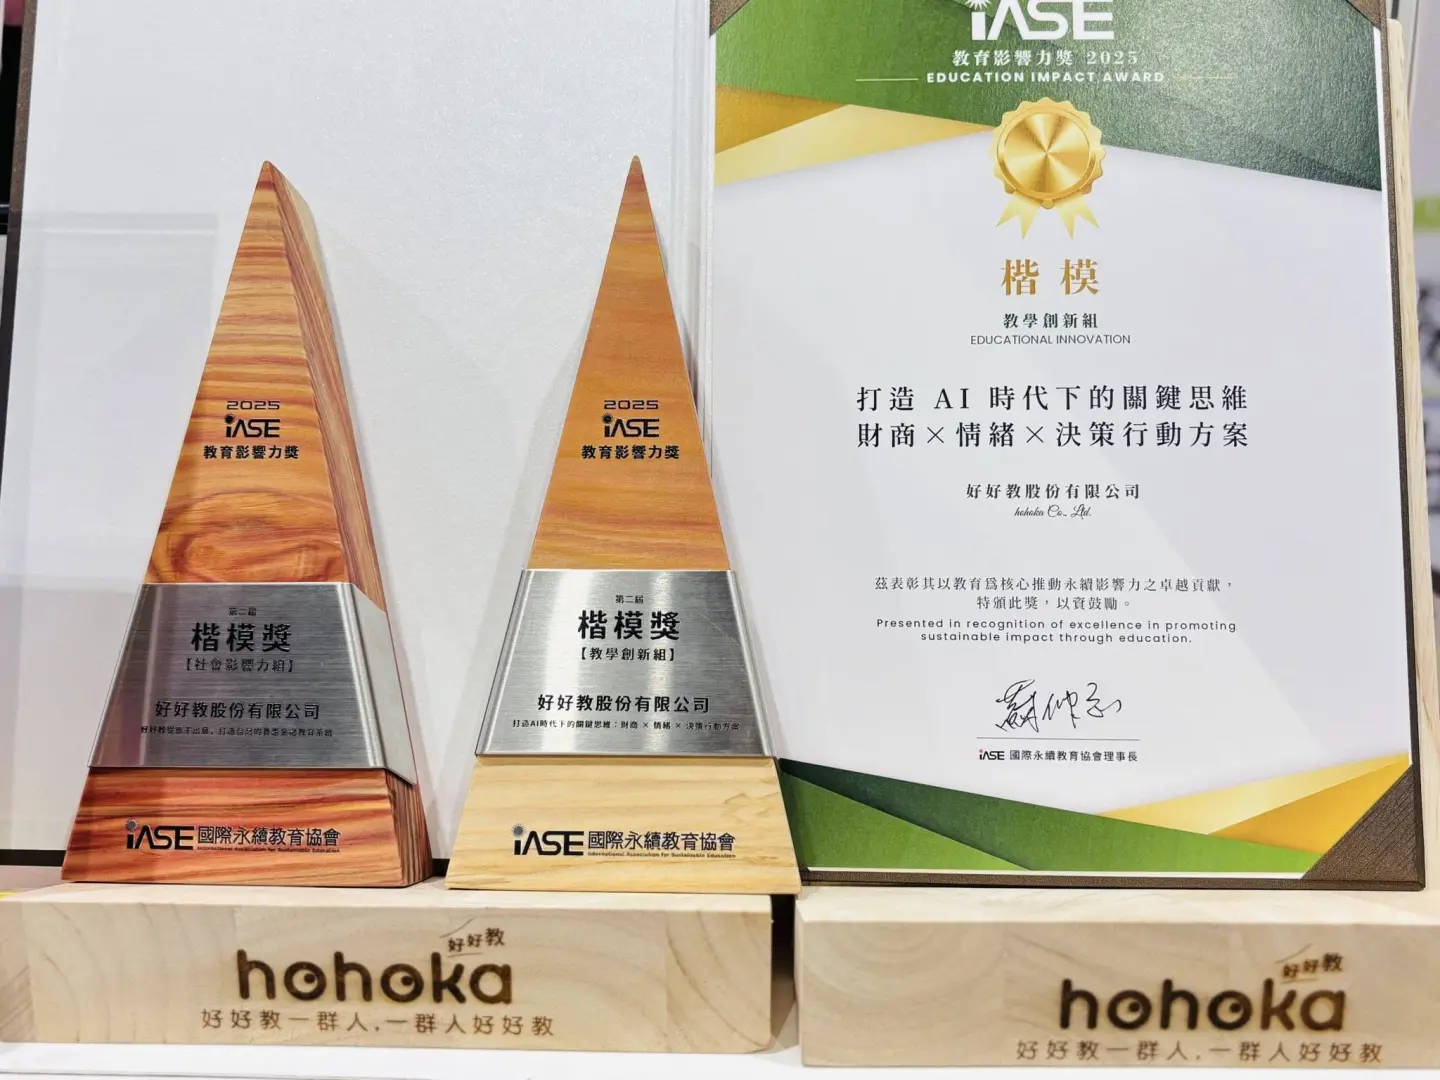 2025
iASE
教育影響力獎
第二屆
楷模獎
【社會影響力組】
好好教股份有限公司
iASE 國際永續教育協會
International Association for Sustainable Education
2025
iASE
教育影響力獎
第二屆
楷模獎
【教學創新組】
好好教股份有限公司
打造AI時代下的關鍵思維：財商 × 情緒 × 決策行動方案
iASE 國際永續教育協會
International Association for Sustainable Education
iASE
教育影響力獎 2025
EDUCATION IMPACT AWARD
楷模
教學創新組
EDUCATIONAL INNOVATION
打造 AI 時代下的關鍵思維
財商×情緒×決策行動方案
好好教股份有限公司
hohoka Co., Ltd.
茲表彰其以教育為核心推動永續影響力之卓越貢獻，
特頒此獎，以資鼓勵。
Presented in recognition of excellence in promoting
sustainable impact through education.
iASE 國際永續教育協會理事長
好好教
hohoka
好好教一群人，一群人好好教
好好教
hohoka
好好教一群人，一群人好好教